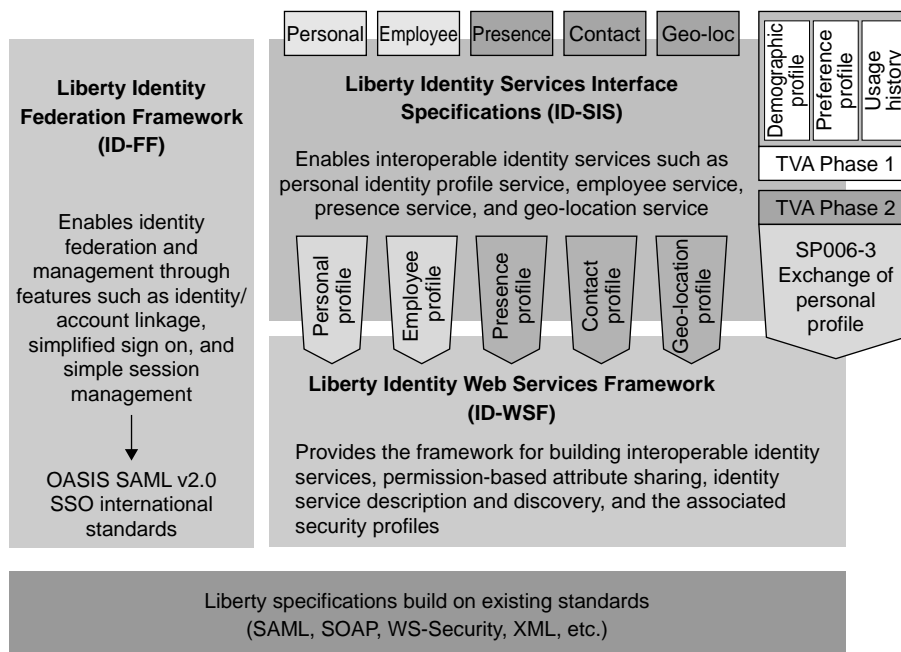 Personal
Employee
Presence
Contact
Geo-loc
Liberty Identity
Federation Framework
(ID-FF)
Enables identity
federation and
management through
features such as identity/
account linkage,
simplified sign on, and
simple session
management
OASIS SAML v2.0
SSO international
standards
Liberty Identity Services Interface
Specifications (ID-SIS)
Enables interoperable identity services such as
personal identity profile service, employee service,
presence service, and geo-location service
Personal
profile
Employee
profile
Presence
profile
Contact
profile
Geo-location
profile
Demographic
profile
Preference
profile
Usage
history
TVA Phase 1
TVA Phase 2
SP006-3
Exchange of
personal
profile
Liberty Identity Web Services Framework
(ID-WSF)
Provides the framework for building interoperable identity
services, permission-based attribute sharing, identity
service description and discovery, and the associated
security profiles
Liberty specifications build on existing standards
(SAML, SOAP, WS-Security, XML, etc.)